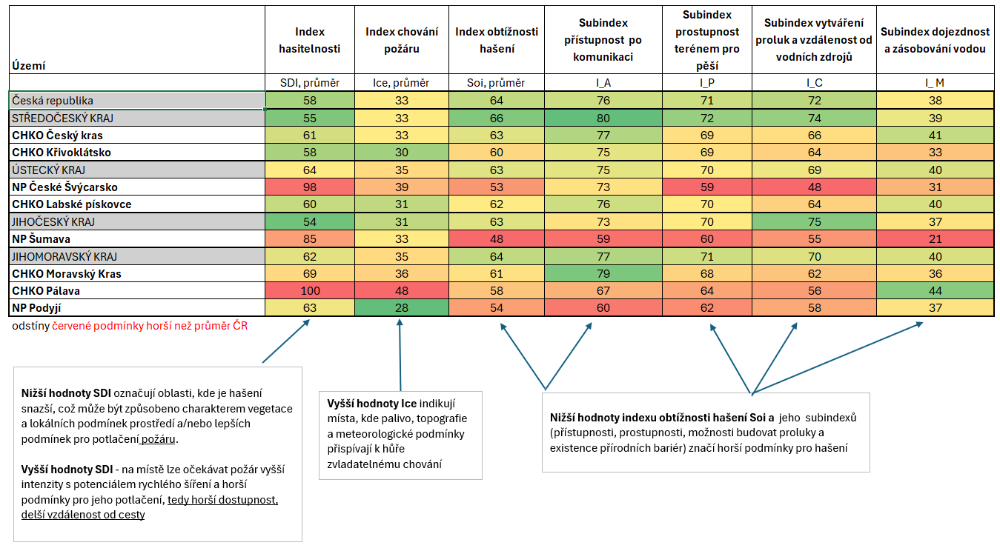 Území Index hasitelnosti Index chování požáru Index obtížnosti hašení Subindex přístupnost po komunikaci Subindex prostupnost terénem pro pěší Subindex vytváření proluk a vzdálenost od vodních zdrojů Subindex dojezdnost a zásobování vodou
SDI, průměr Ice, průměr Soi, průměr I_A I_P I_C I_ M
Česká republika 58 33 64 76 71 72 38
STŘEDOČESKÝ KRAJ 55 33 66 80 72 74 39
CHKO Český kras 61 33 63 77 69 66 41
CHKO Křivoklátsko 58 30 60 75 69 64 33
ÚSTECKÝ KRAJ 64 35 63 75 70 69 40
NP České Švýcarsko 98 39 53 73 59 48 31
CHKO Labské pískovce 60 31 62 76 70 64 40
JIHOČESKÝ KRAJ 54 31 63 73 70 75 37
NP Šumava 85 33 48 59 60 55 21
JIHOMORAVSKÝ KRAJ 62 35 64 77 71 70 40
CHKO Moravský Kras 69 36 61 79 68 62 36
CHKO Pálava 100 48 58 67 64 56 44
NP Podyjí 63 28 54 60 62 58 37
odstíny červené podmínky horší než průměr ČR
Nižší hodnoty SDI označují oblasti, kde je hašení
snazší, což může být způsobeno charakterem vegetace
a lokálních podmínek prostředí a/nebo lepších
podmínek pro potlačení požáru.
Vyšší hodnoty SDI - na místě lze očekávat požár vyšší
intenzity s potenciálem rychlého šíření a horší
podmínky pro jeho potlačení, tedy horší dostupnost,
delší vzdálenost od cesty
Vyšší hodnoty Ice indikují
místa, kde palivo, topografie
a meteorologické podmínky
přispívají k hůře
zvladatelnému chování
Nižší hodnoty indexu obtížnosti hašení Soi a jeho subindexů
(přístupnosti, prostupnosti, možnosti budovat proluky a
existence přírodních bariér) značí horší podmínky pro hašení